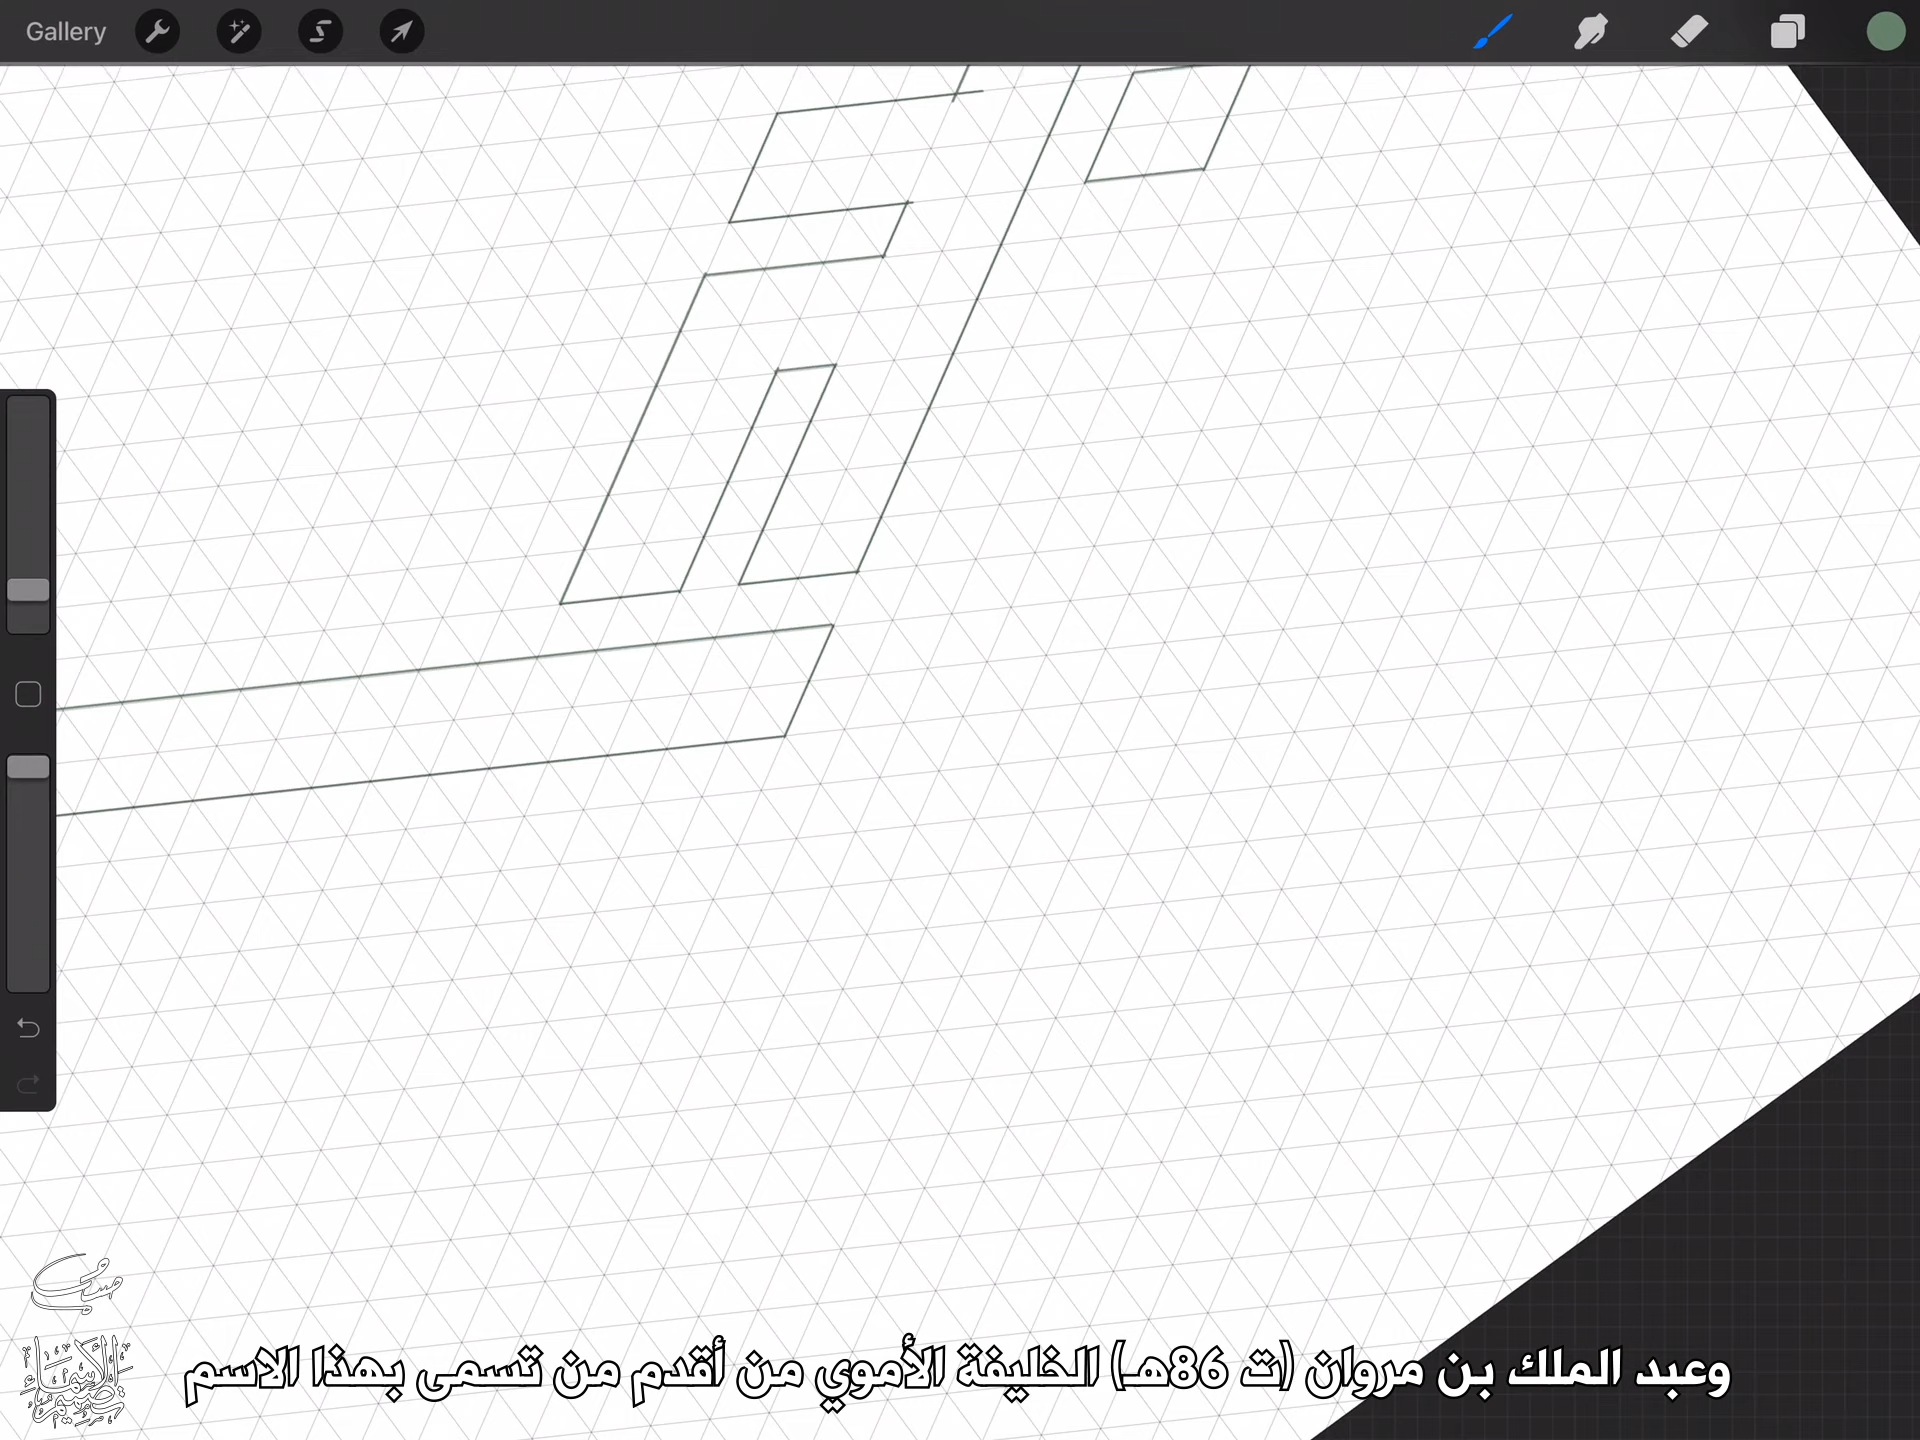 Gallery
وعبد الملك بن مروان (ت 86هـ) الخليفة الأموي من أقدم من تسمى بهذا الاسم